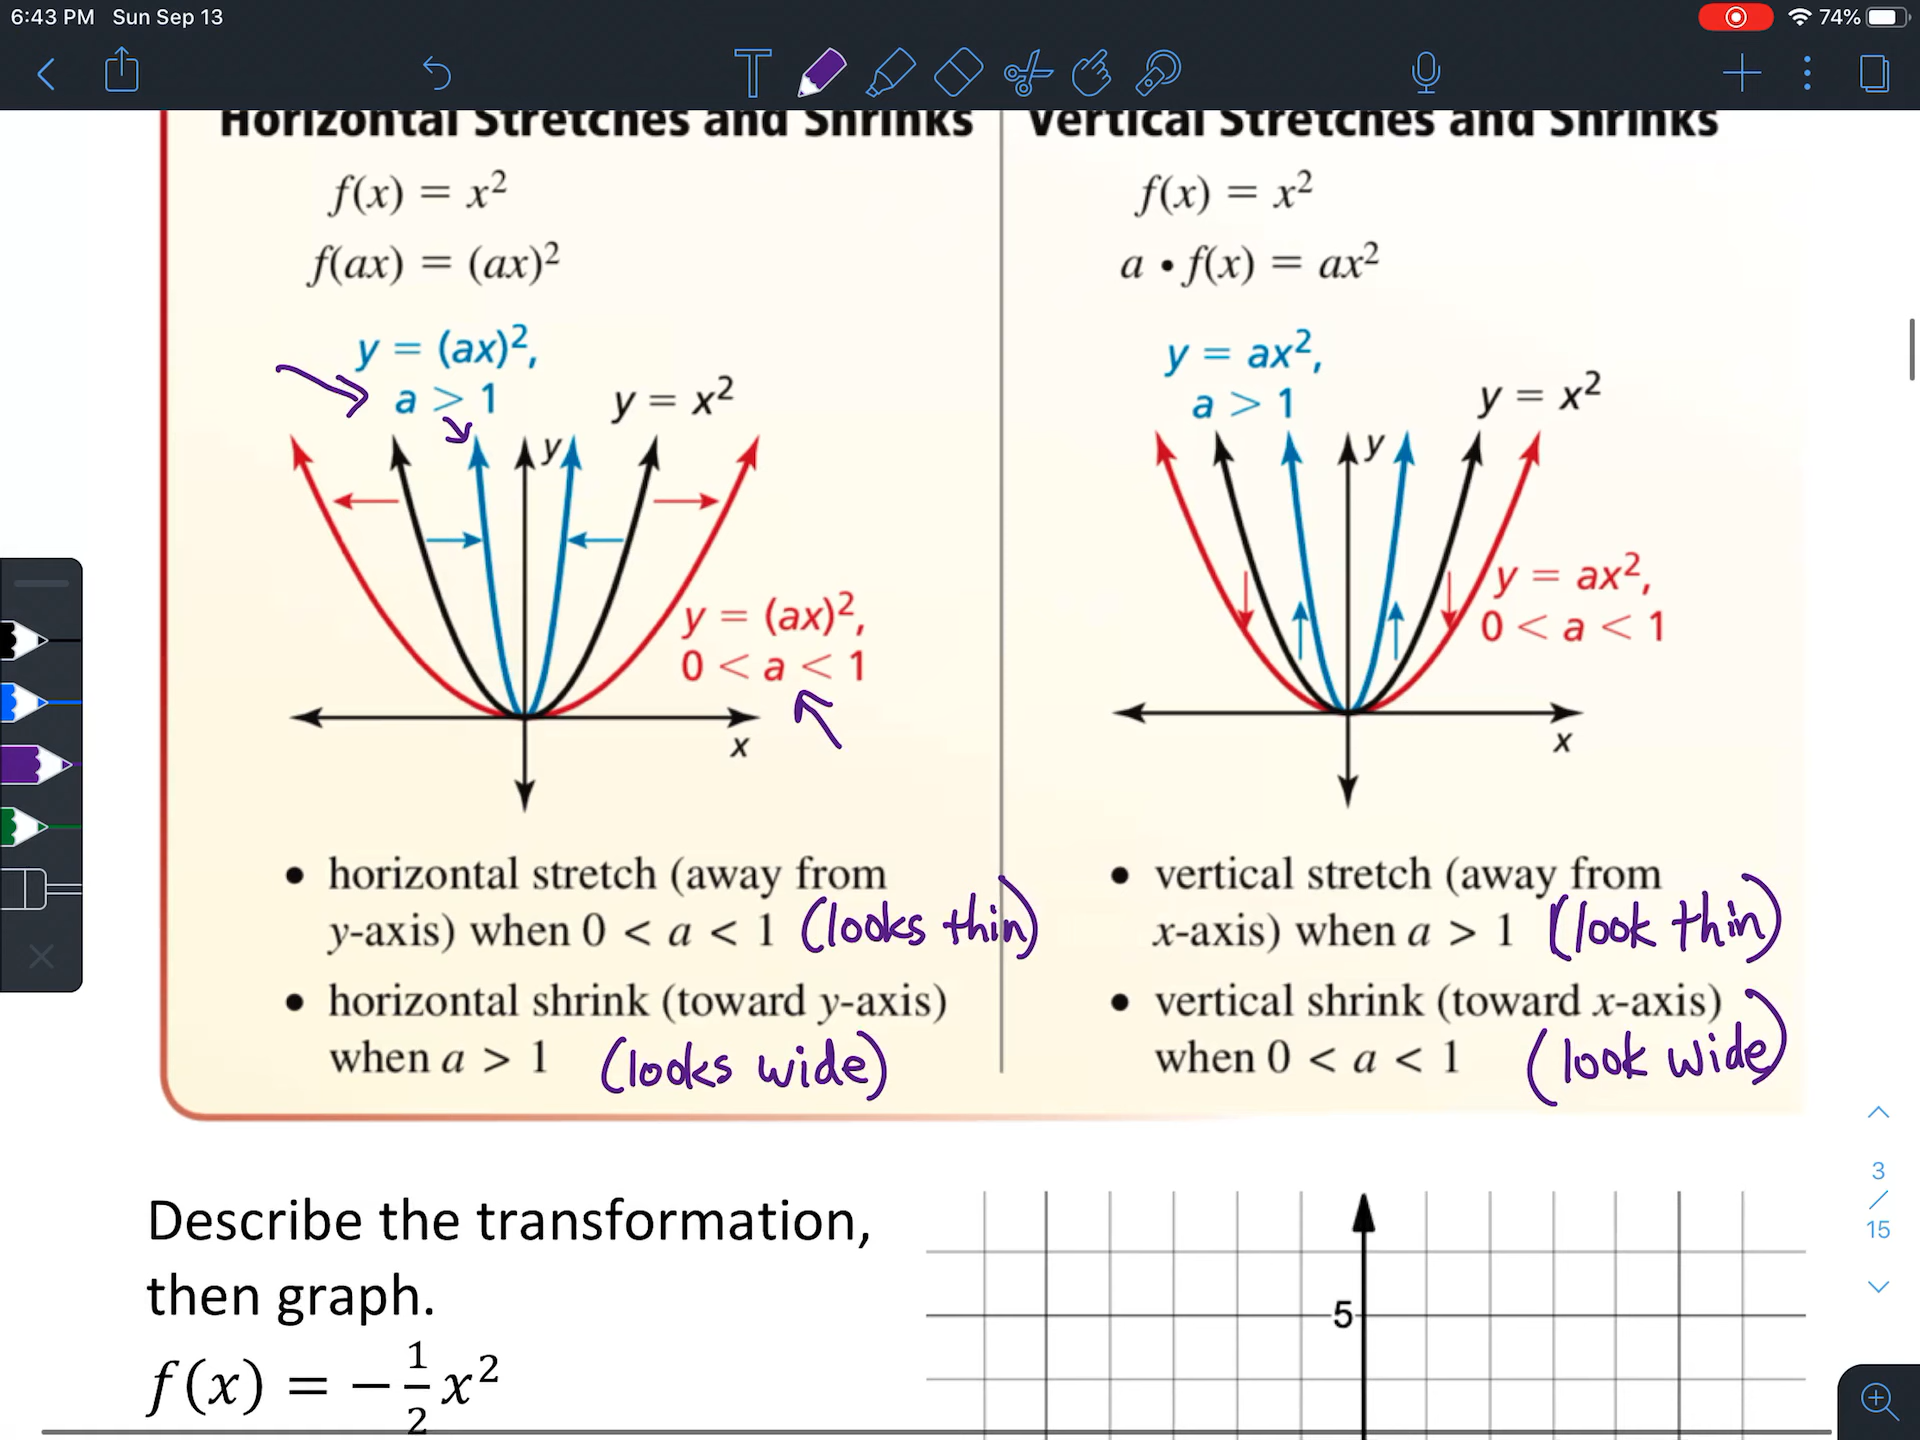 6:43 PM Sun Sep 13
74%
Horizontal Stretches and Shrinks
f(x) = x²
f(ax) = (ax)²
y = (ax)²,
a > 1
y = x²
y
y = (ax)²,
0 < a < 1
x
• horizontal stretch (away from
y-axis) when 0 < a < 1 (looks thin)
• horizontal shrink (toward y-axis)
when a > 1 (looks wide)
Vertical Stretches and Shrinks
f(x) = x²
a • f(x) = ax²
y = ax²,
a > 1
y = x²
y
y = ax²,
0 < a < 1
x
• vertical stretch (away from
x-axis) when a > 1 (look thin)
• vertical shrink (toward x-axis)
when 0 < a < 1 (look wide)
3
/
15
Describe the transformation,
then graph.
f(x) = −½x²
5